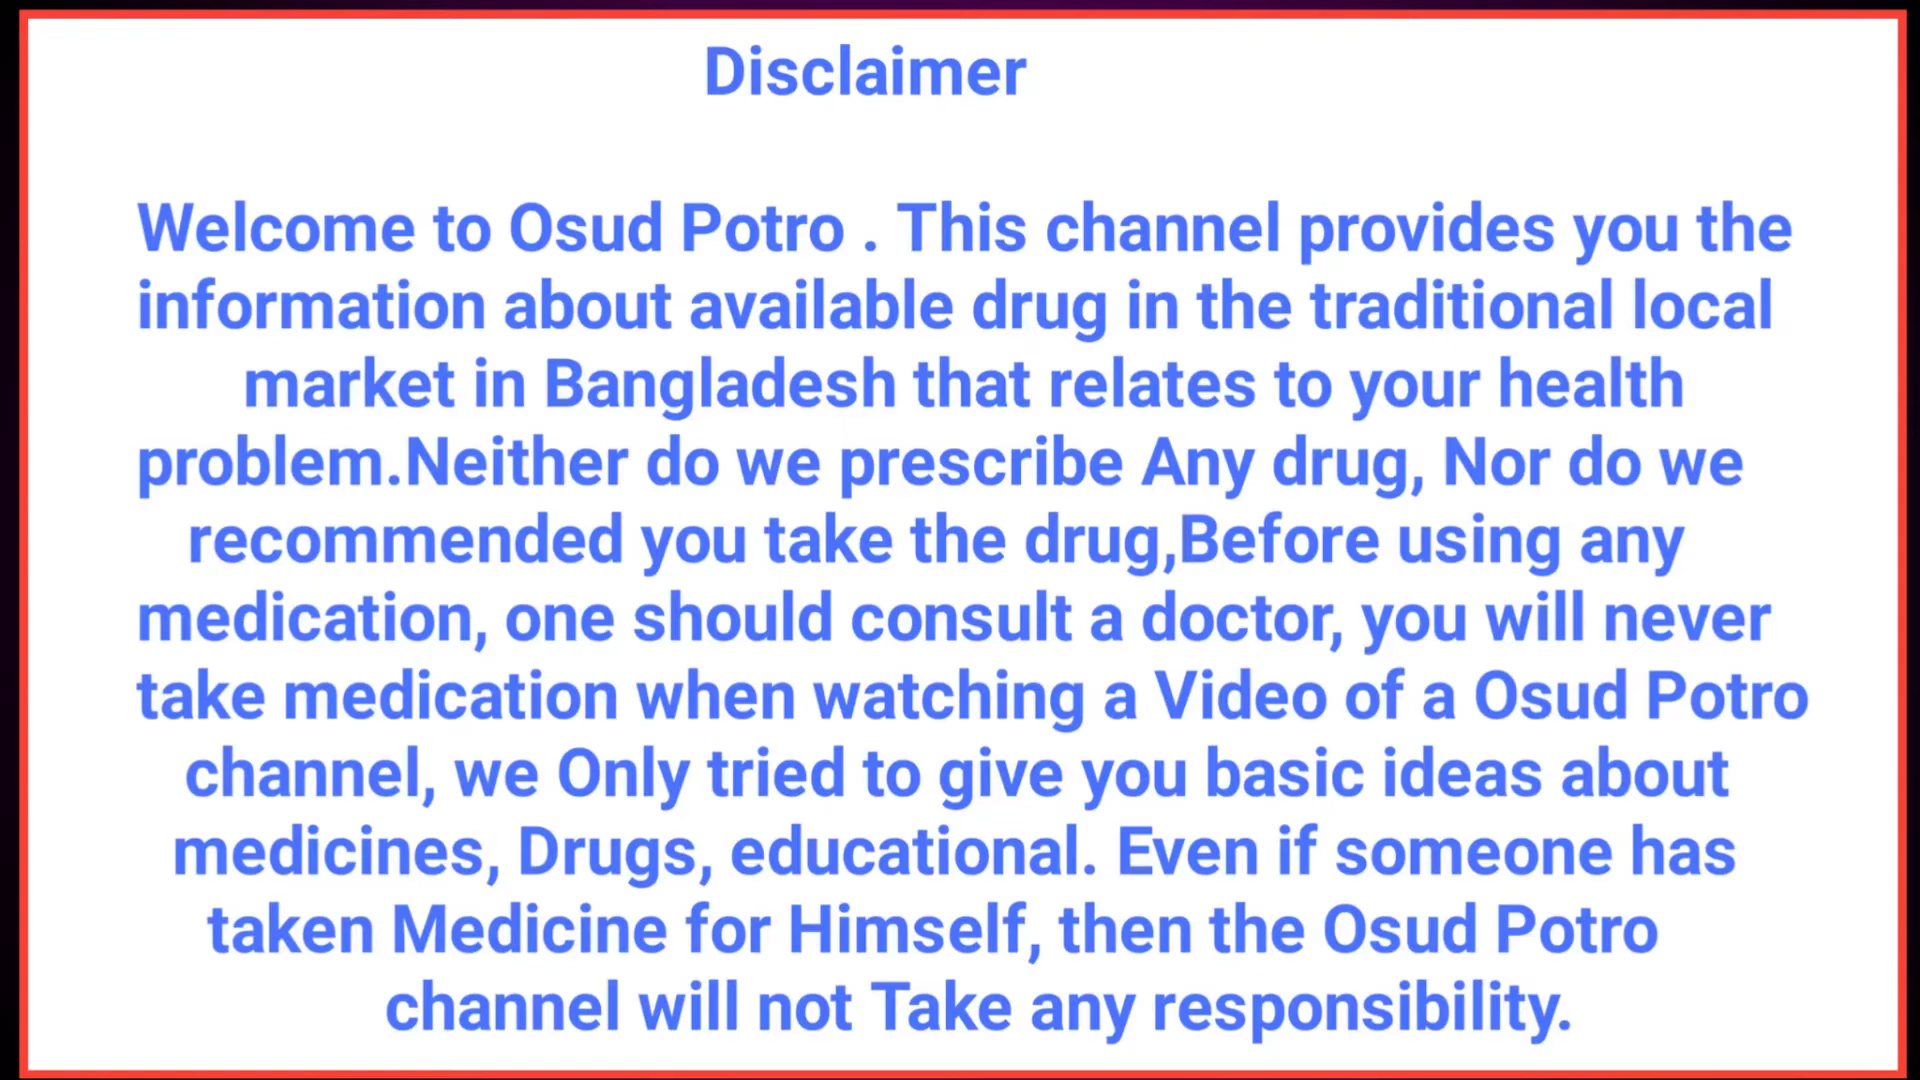 Disclaimer
Welcome to Osud Potro . This channel provides you the
information about available drug in the traditional local
market in Bangladesh that relates to your health
problem.Neither do we prescribe Any drug, Nor do we
recommended you take the drug,Before using any
medication, one should consult a doctor, you will never
take medication when watching a Video of a Osud Potro
channel, we Only tried to give you basic ideas about
medicines, Drugs, educational. Even if someone has
taken Medicine for Himself, then the Osud Potro
channel will not Take any responsibility.